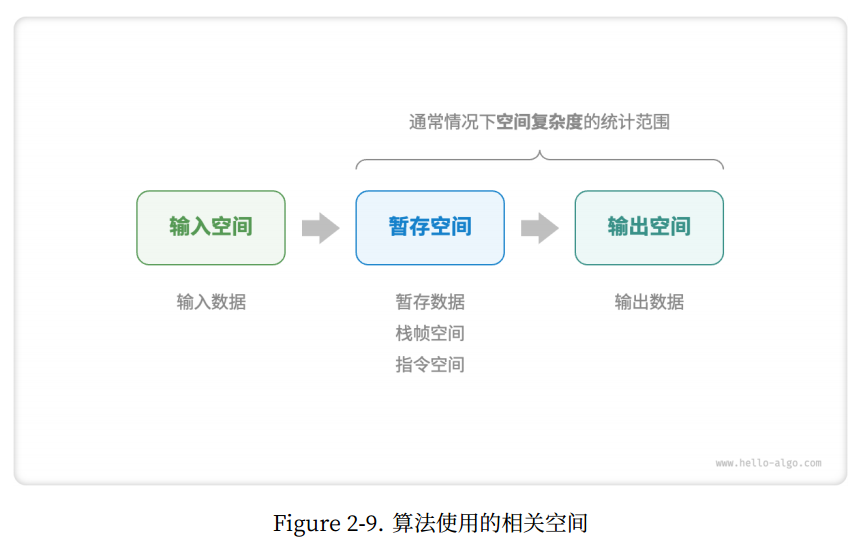 通常情况下空间复杂度的统计范围
输入空间
暂存空间
输出空间
输入数据
暂存数据
输出数据
栈帧空间
指令空间
www.hello-algo.com
Figure 2-9. 算法使用的相关空间